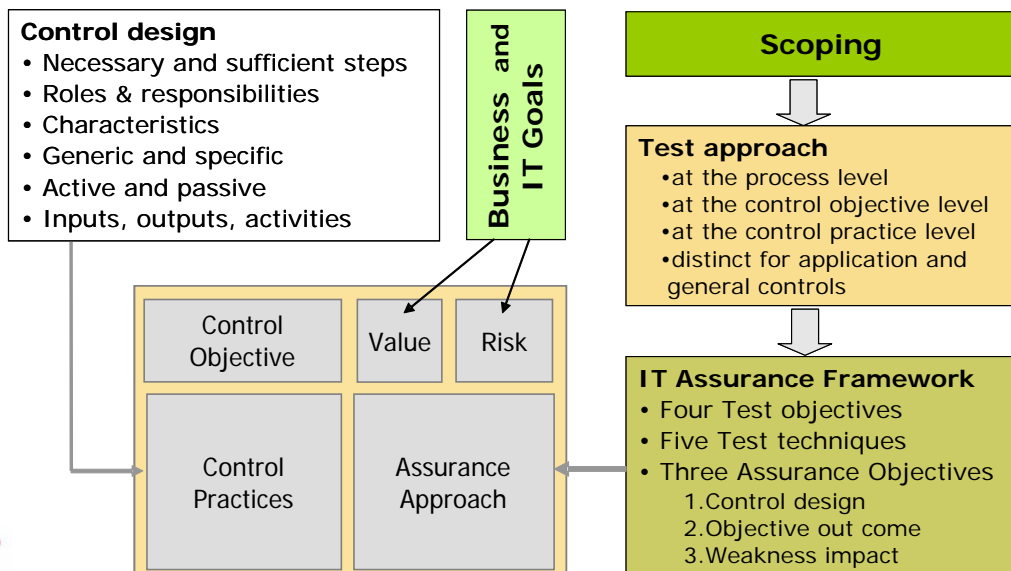 Control design
• Necessary and sufficient steps
• Roles & responsibilities
• Characteristics
• Generic and specific
• Active and passive
• Inputs, outputs, activities
Business and
IT Goals
Scoping
Test approach
•at the process level
•at the control objective level
•at the control practice level
•distinct for application and
general controls
Control
Objective
Value
Risk
Control
Practices
Assurance
Approach
IT Assurance Framework
• Four Test objectives
• Five Test techniques
• Three Assurance Objectives
1.Control design
2.Objective out come
3.Weakness impact